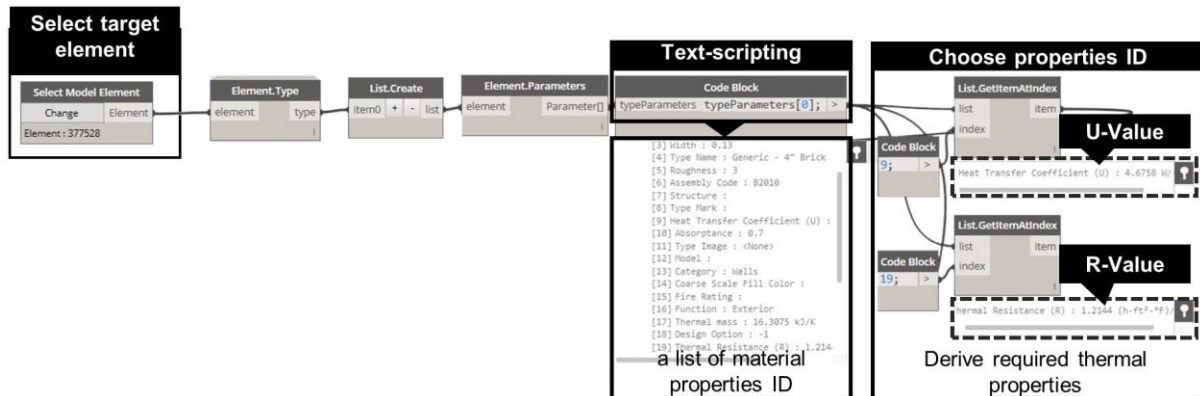 Select target
element
Select Model Element
Change
Element
Element : 377528
Element.Type
element
type
List.Create
item0 + - list
Element.Parameters
element
Parameter[]
Text-scripting
Code Block
typeParameters
typeParameters[0];
>
[3] Width : 0.13
[4] Type Name : Generic - 4" Brick
[5] Roughness : 3
[6] Assembly Code : B2010
[7] Structure :
[8] Type Mark :
[9] Heat Transfer Coefficient (U) :
[10] Absorptance : 0.7
[11] Type Image : <None>
[12] Model :
[13] Category : Walls
[14] Coarse Scale Fill Color :
[15] Fire Rating :
[16] Function : Exterior
[17] Thermal mass : 16.3075 kJ/K
[18] Design Option : -1
[19] Thermal Resistance (R) : 1.214
a list of material
properties ID
Choose properties ID
List.GetItemAtIndex
list
item
index
Code Block
9;
>
U-Value
Heat Transfer Coefficient (U) : 4.6758 W/
List.GetItemAtIndex
list
item
index
Code Block
19;
>
R-Value
hermal Resistance (R) : 1.2144 (h·ft²·°F)/
Derive required thermal
properties